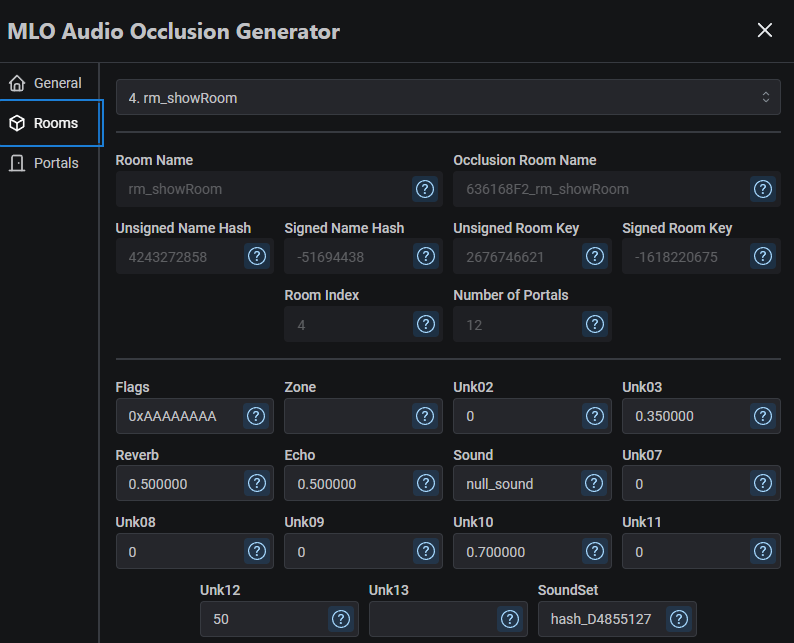 MLO Audio Occlusion Generator
General
Rooms
Portals
4. rm_showRoom
Room Name Occlusion Room Name
rm_showRoom ? 636168F2_rm_showRoom ?
Unsigned Name Hash Signed Name Hash Unsigned Room Key Signed Room Key
4243272858 ? -51694438 ? 2676746621 ? -1618220675 ?
Room Index Number of Portals
4 ? 12 ?
Flags Zone Unk02 Unk03
0xAAAAAAAA ? ? 0 ? 0.350000 ?
Reverb Echo Sound Unk07
0.500000 ? 0.500000 ? null_sound ? 0 ?
Unk08 Unk09 Unk10 Unk11
0 ? 0 ? 0.700000 ? 0 ?
Unk12 Unk13 SoundSet
50 ? ? hash_D4855127 ?